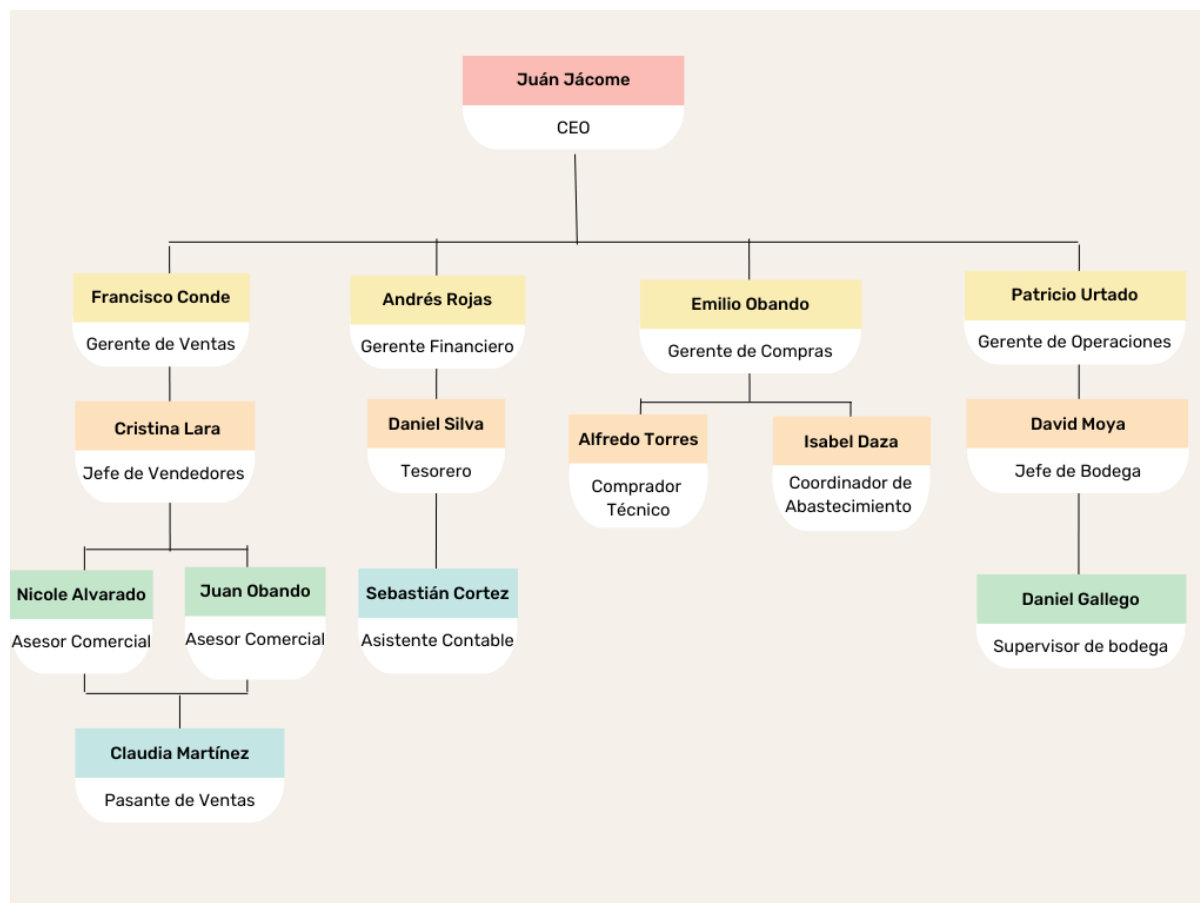 Juán Jácome
CEO
Francisco Conde
Gerente de Ventas
Andrés Rojas
Gerente Financiero
Emilio Obando
Gerente de Compras
Patricio Urtado
Gerente de Operaciones
Cristina Lara
Jefe de Vendedores
Daniel Silva
Tesorero
Alfredo Torres
Comprador
Técnico
Isabel Daza
Coordinador de
Abastecimiento
David Moya
Jefe de Bodega
Nicole Alvarado
Asesor Comercial
Juan Obando
Asesor Comercial
Sebastián Cortez
Asistente Contable
Daniel Gallego
Supervisor de bodega
Claudia Martínez
Pasante de Ventas